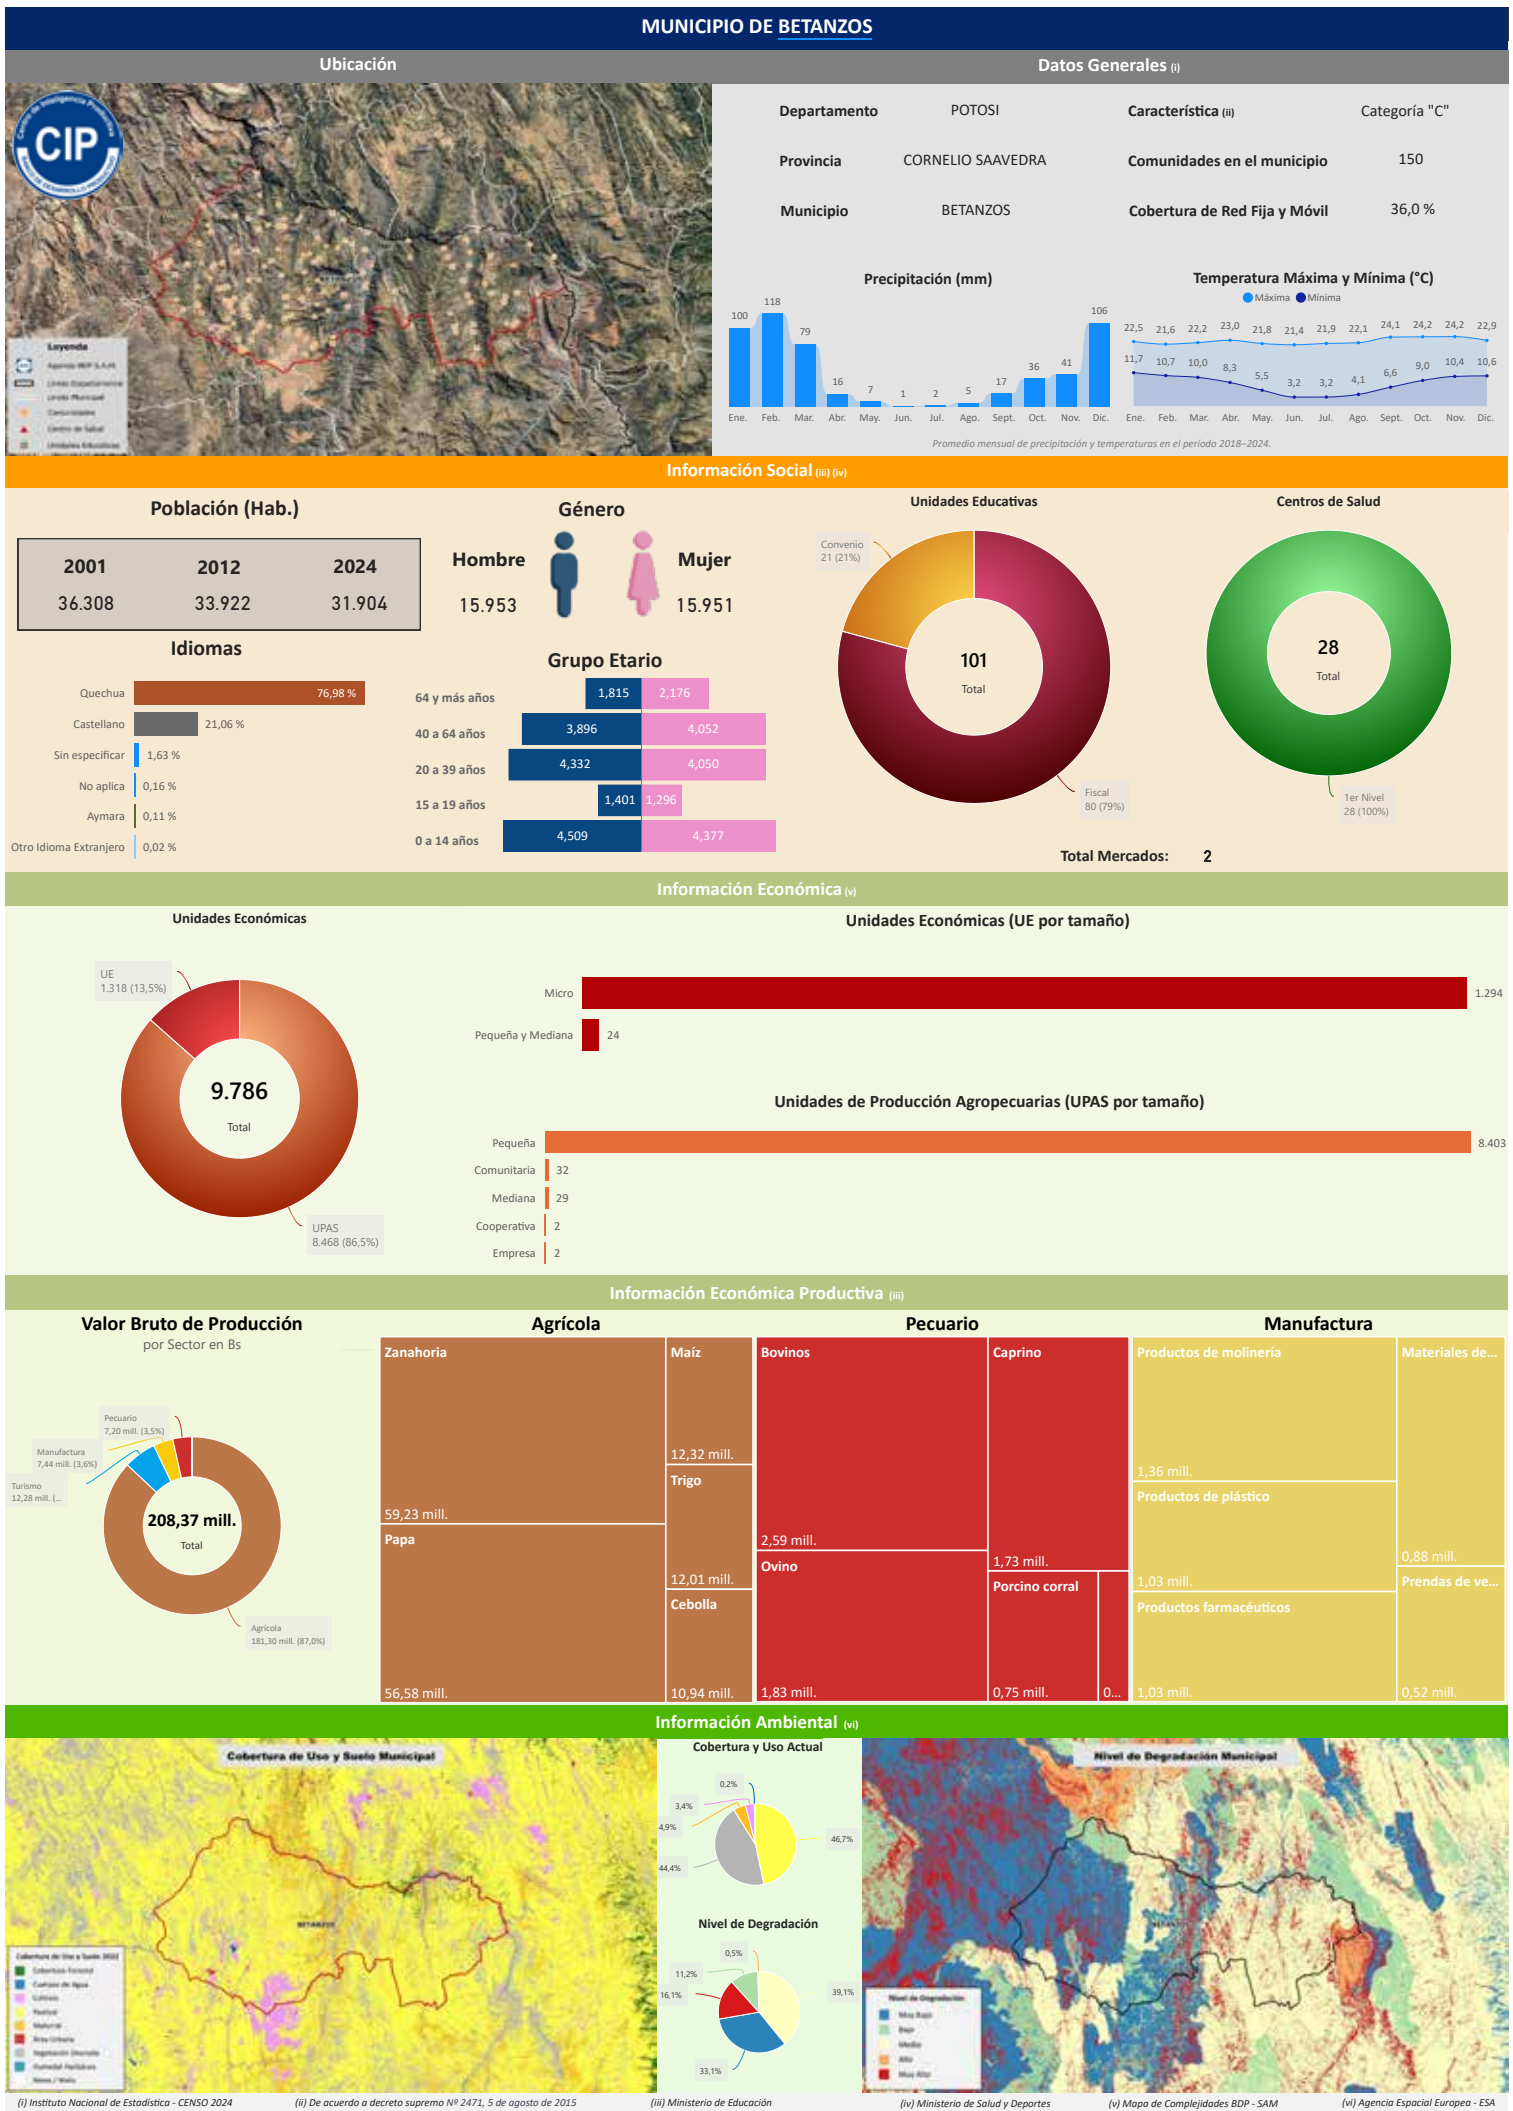 MUNICIPIO DE BETANZOS
Ubicación
Datos Generales (i)
CIP
Departamento POTOSI
Provincia CORNELIO SAAVEDRA
Municipio BETANZOS
Característica (ii) Categoría "C"
Comunidades en el municipio 150
Cobertura de Red Fija y Móvil 36,0 %
Precipitación (mm)
100 118 79 16 7 1 2 5 17 36 41 106
Ene. Feb. Mar. Abr. May. Jun. Jul. Ago. Sept. Oct. Nov. Dic.
Temperatura Máxima y Mínima (°C)
Máxima Mínima
22,5 21,6 22,2 23,0 21,8 21,4 21,9 22,1 24,1 24,2 24,2 22,9
11,7 10,7 10,0 8,3 5,5 3,2 3,2 4,1 6,6 9,0 10,4 10,6
Ene. Feb. Mar. Abr. May. Jun. Jul. Ago. Sept. Oct. Nov. Dic.
Promedio mensual de precipitación y temperaturas en el período 2018–2024.
Leyenda
Información Social (iii) (iv)
Población (Hab.)
2001 2012 2024
36.308 33.922 31.904
Género
Hombre Mujer
15.953 15.951
Idiomas
Quechua 76,98 %
Castellano 21,06 %
Sin especificar 1,63 %
No aplica 0,16 %
Aymara 0,11 %
Otro Idioma Extranjero 0,02 %
Grupo Etario
64 y más años 1,815 2,176
40 a 64 años 3,896 4,052
20 a 39 años 4,332 4,050
15 a 19 años 1,401 1,296
0 a 14 años 4,509 4,377
Unidades Educativas
Convenio
21 (21%)
101
Total
Fiscal
80 (79%)
Centros de Salud
28
Total
1er Nivel
28 (100%)
Total Mercados: 2
Información Económica (v)
Unidades Económicas
UE
1.318 (13,5%)
9.786
Total
UPAS
8.468 (86,5%)
Unidades Económicas (UE por tamaño)
Micro 1.294
Pequeña y Mediana 24
Unidades de Producción Agropecuarias (UPAS por tamaño)
Pequeña 8.403
Comunitaria 32
Mediana 29
Cooperativa 2
Empresa 2
Información Económica Productiva (iii)
Valor Bruto de Producción
por Sector en Bs
Pecuario
7,20 mill. (3,5%)
Manufactura
7,44 mill. (3,6%)
Turismo
12,28 mill. (...
208,37 mill.
Total
Agrícola
181,30 mill. (87,0%)
Agrícola
Zanahoria
59,23 mill.
Papa
56,58 mill.
Maíz
12,32 mill.
Trigo
12,01 mill.
Cebolla
10,94 mill.
Pecuario
Bovinos
2,59 mill.
Ovino
1,83 mill.
Caprino
1,73 mill.
Porcino corral
0,75 mill.
0...
Manufactura
Productos de molinería
1,36 mill.
Productos de plástico
1,03 mill.
Productos farmacéuticos
1,03 mill.
Materiales de...
0,88 mill.
Prendas de ve...
0,52 mill.
Información Ambiental (vi)
Cobertura de Uso y Suelo Municipal
BETANZOS
Cobertura y Uso Actual
0,2%
3,4%
4,9%
46,7%
44,4%
Nivel de Degradación
0,5%
11,2%
16,1%
39,1%
33,1%
Nivel de Degradación Municipal
BETANZOS
Nivel de Degradación
Muy Bajo
Bajo
Medio
Alto
Muy Alto
(i) Instituto Nacional de Estadística - CENSO 2024 (ii) De acuerdo a decreto supremo Nº 2471, 5 de agosto de 2015 (iii) Ministerio de Educación (iv) Ministerio de Salud y Deportes (v) Mapa de Complejidades BDP - SAM (vi) Agencia Espacial Europea - ESA